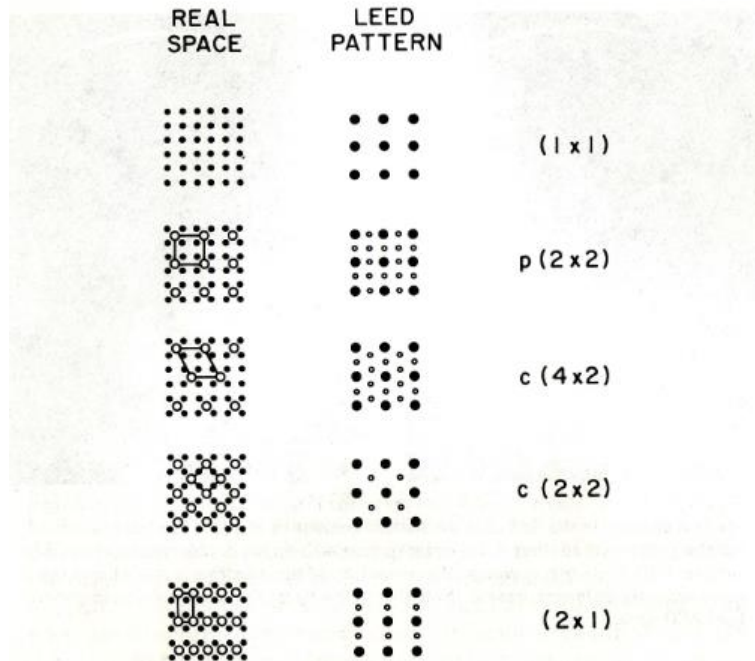 REAL SPACE
LEED PATTERN
(1x1)
p(2x2)
c(4x2)
c(2x2)
(2x1)